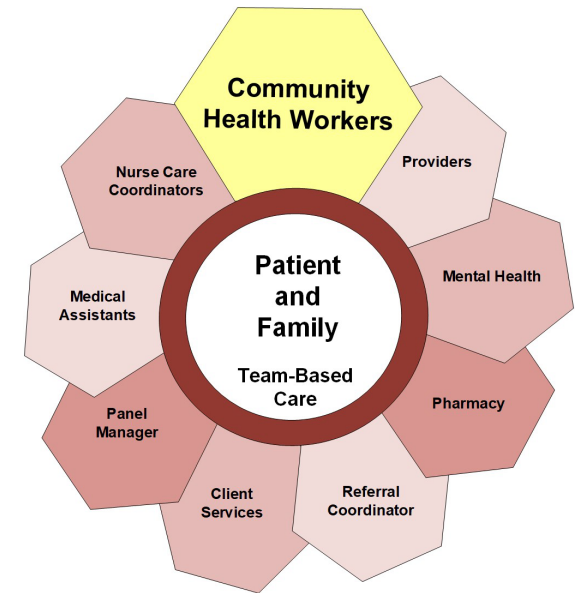 Community
Health Workers
Providers
Mental Health
Pharmacy
Referral
Coordinator
Client
Services
Panel
Manager
Medical
Assistants
Nurse Care
Coordinators
Patient
and
Family
Team-Based
Care